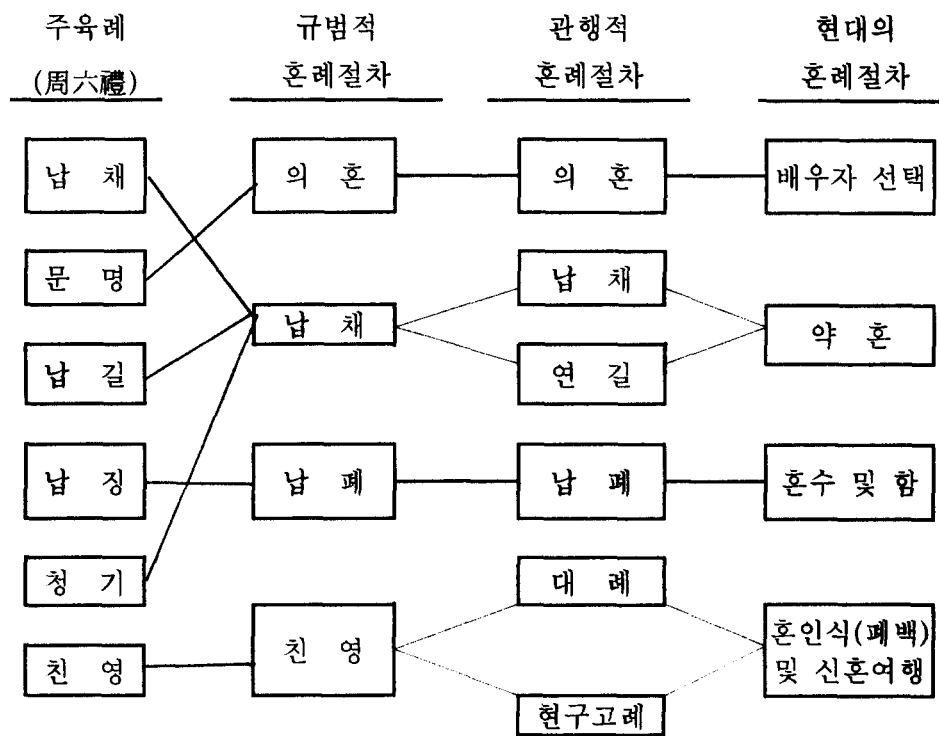 주육례
(周六禮)
규범적
혼례절차
관행적
혼례절차
현대의
혼례절차
납 채
의 혼
의 혼
배우자 선택
문 명
납 채
납 채
약 혼
납 길
연 길
납 징
납 폐
납 폐
혼수 및 함
청 기
대 례
친 영
친 영
혼인식(폐백)
및 신혼여행
현구고례